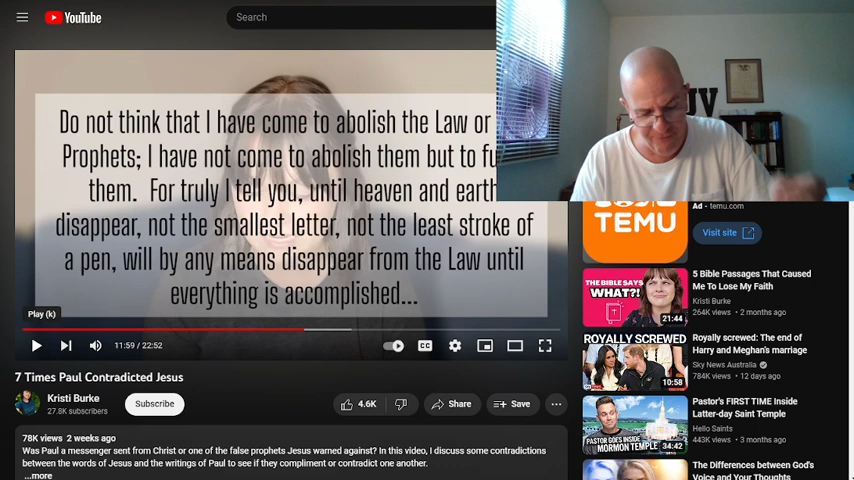 YouTube
Search
Do not think that I have come to abolish the Law or
Prophets; I have not come to abolish them but to fu
them. For truly I tell you, until heaven and earth
disappear, not the smallest letter, not the least stroke of
a pen, will by any means disappear from the Law until
everything is accomplished...
Play (k)
11:59 / 22:52
CC
7 Times Paul Contradicted Jesus
Kristi Burke
27.8K subscribers
Subscribe
4.6K
Share
Save
78K views 2 weeks ago
Was Paul a messenger sent from Christ or one of the false prophets Jesus warned against? In this video, I discuss some contradictions
between the words of Jesus and the writings of Paul to see if they compliment or contradict one another.
...more
TEMU
Ad · temu.com
Visit site
THE BIBLE SAYS
WHAT?!
21:44
5 Bible Passages That Caused
Me To Lose My Faith
Kristi Burke
264K views • 2 months ago
ROYALLY SCREWED
10:58
Royally screwed: The end of
Harry and Meghan's marriage
Sky News Australia
784K views • 12 days ago
PASTOR GOES INSIDE
MORMON TEMPLE
34:42
Pastor's FIRST TIME Inside
Latter-day Saint Temple
Hello Saints
443K views • 3 months ago
The Differences between God's
Voice and Your Thoughts